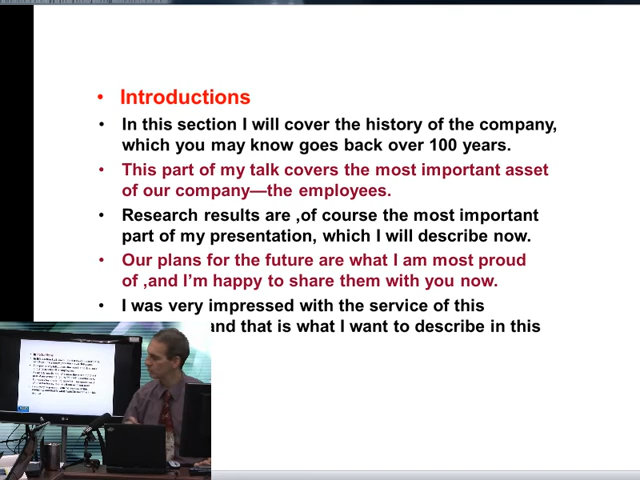 Introductions
In this section I will cover the history of the company,
which you may know goes back over 100 years.
This part of my talk covers the most important asset
of our company—the employees.
Research results are ,of course the most important
part of my presentation, which I will describe now.
Our plans for the future are what I am most proud
of ,and I'm happy to share them with you now.
I was very impressed with the service of this
and that is what I want to describe in this